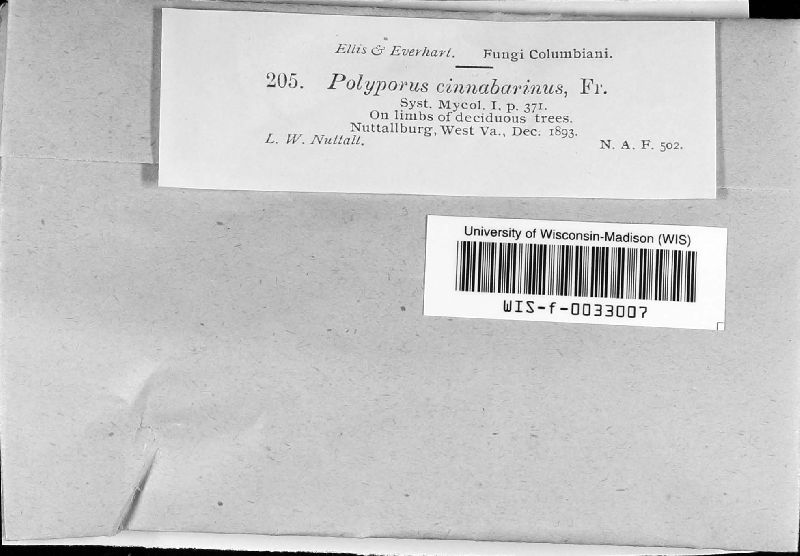 Ellis & Everhart. Fungi Columbiani.
205. Polyporus cinnabarinus, Fr.
Syst. Mycol. I. p. 371.
On limbs of deciduous trees.
Nuttallburg, West Va., Dec. 1893.
L. W. Nuttall.
N. A. F. 502.
University of Wisconsin-Madison (WIS)
WIS-f-0033007